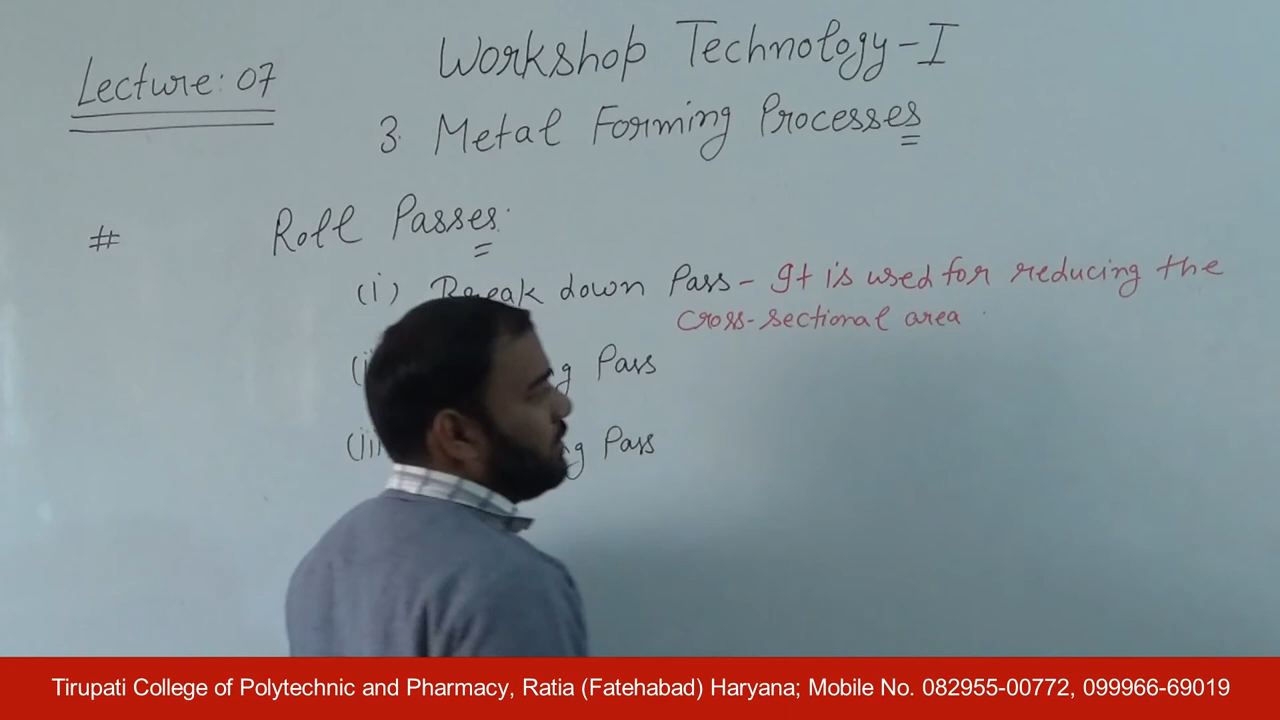 Workshop Technology-I
Lecture: 07
3. Metal Forming Processes
# Roll Passes:
(i) Break down Pass - It is used for reducing the
cross-sectional area
Pass
Pass
Tirupati College of Polytechnic and Pharmacy, Ratia (Fatehabad) Haryana; Mobile No. 082955-00772, 099966-69019